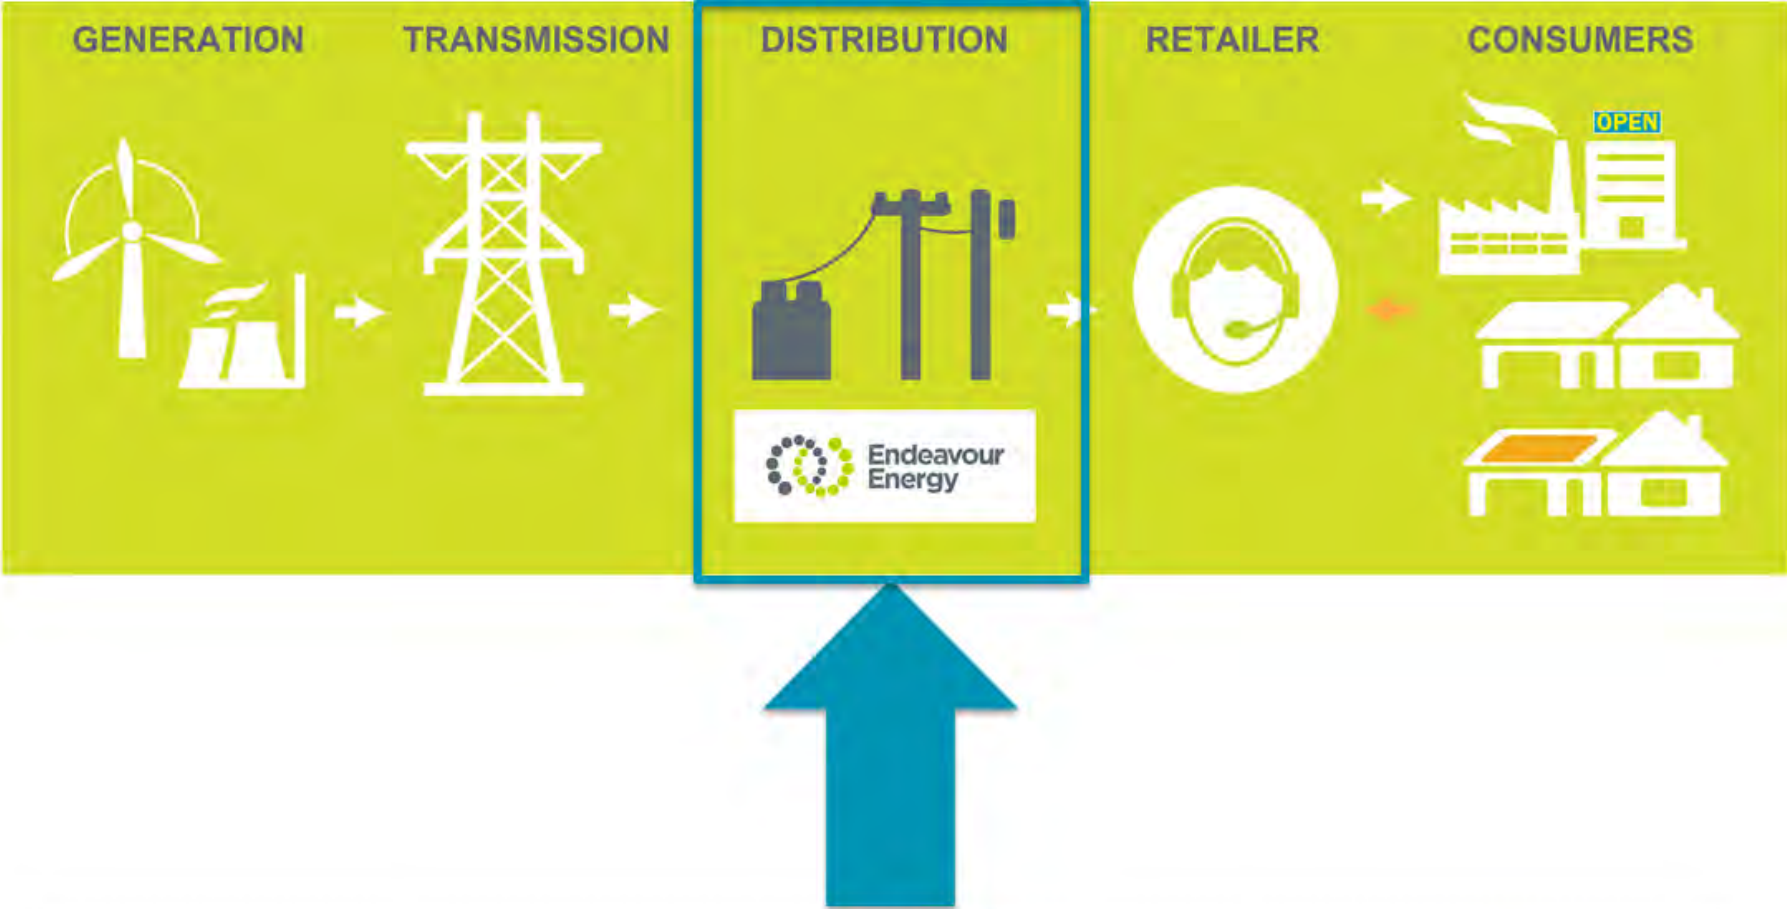 GENERATION
TRANSMISSION
DISTRIBUTION
RETAILER
CONSUMERS
OPEN
Endeavour
Energy